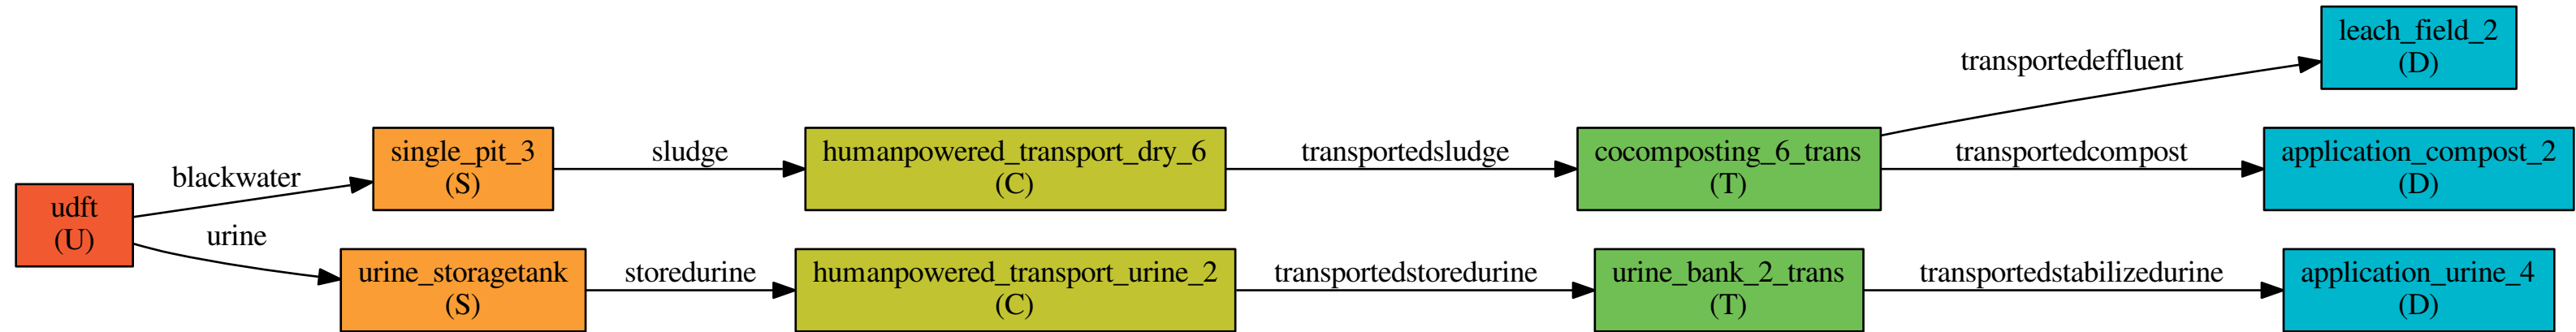 udft
(U)
blackwater
urine
single_pit_3
(S)
urine_storagetank
(S)
sludge
storedurine
humanpowered_transport_dry_6
(C)
humanpowered_transport_urine_2
(C)
transportedsludge
transportedstoredurine
cocomposting_6_trans
(T)
urine_bank_2_trans
(T)
transportedeffluent
transportedcompost
transportedstabilizedurine
leach_field_2
(D)
application_compost_2
(D)
application_urine_4
(D)